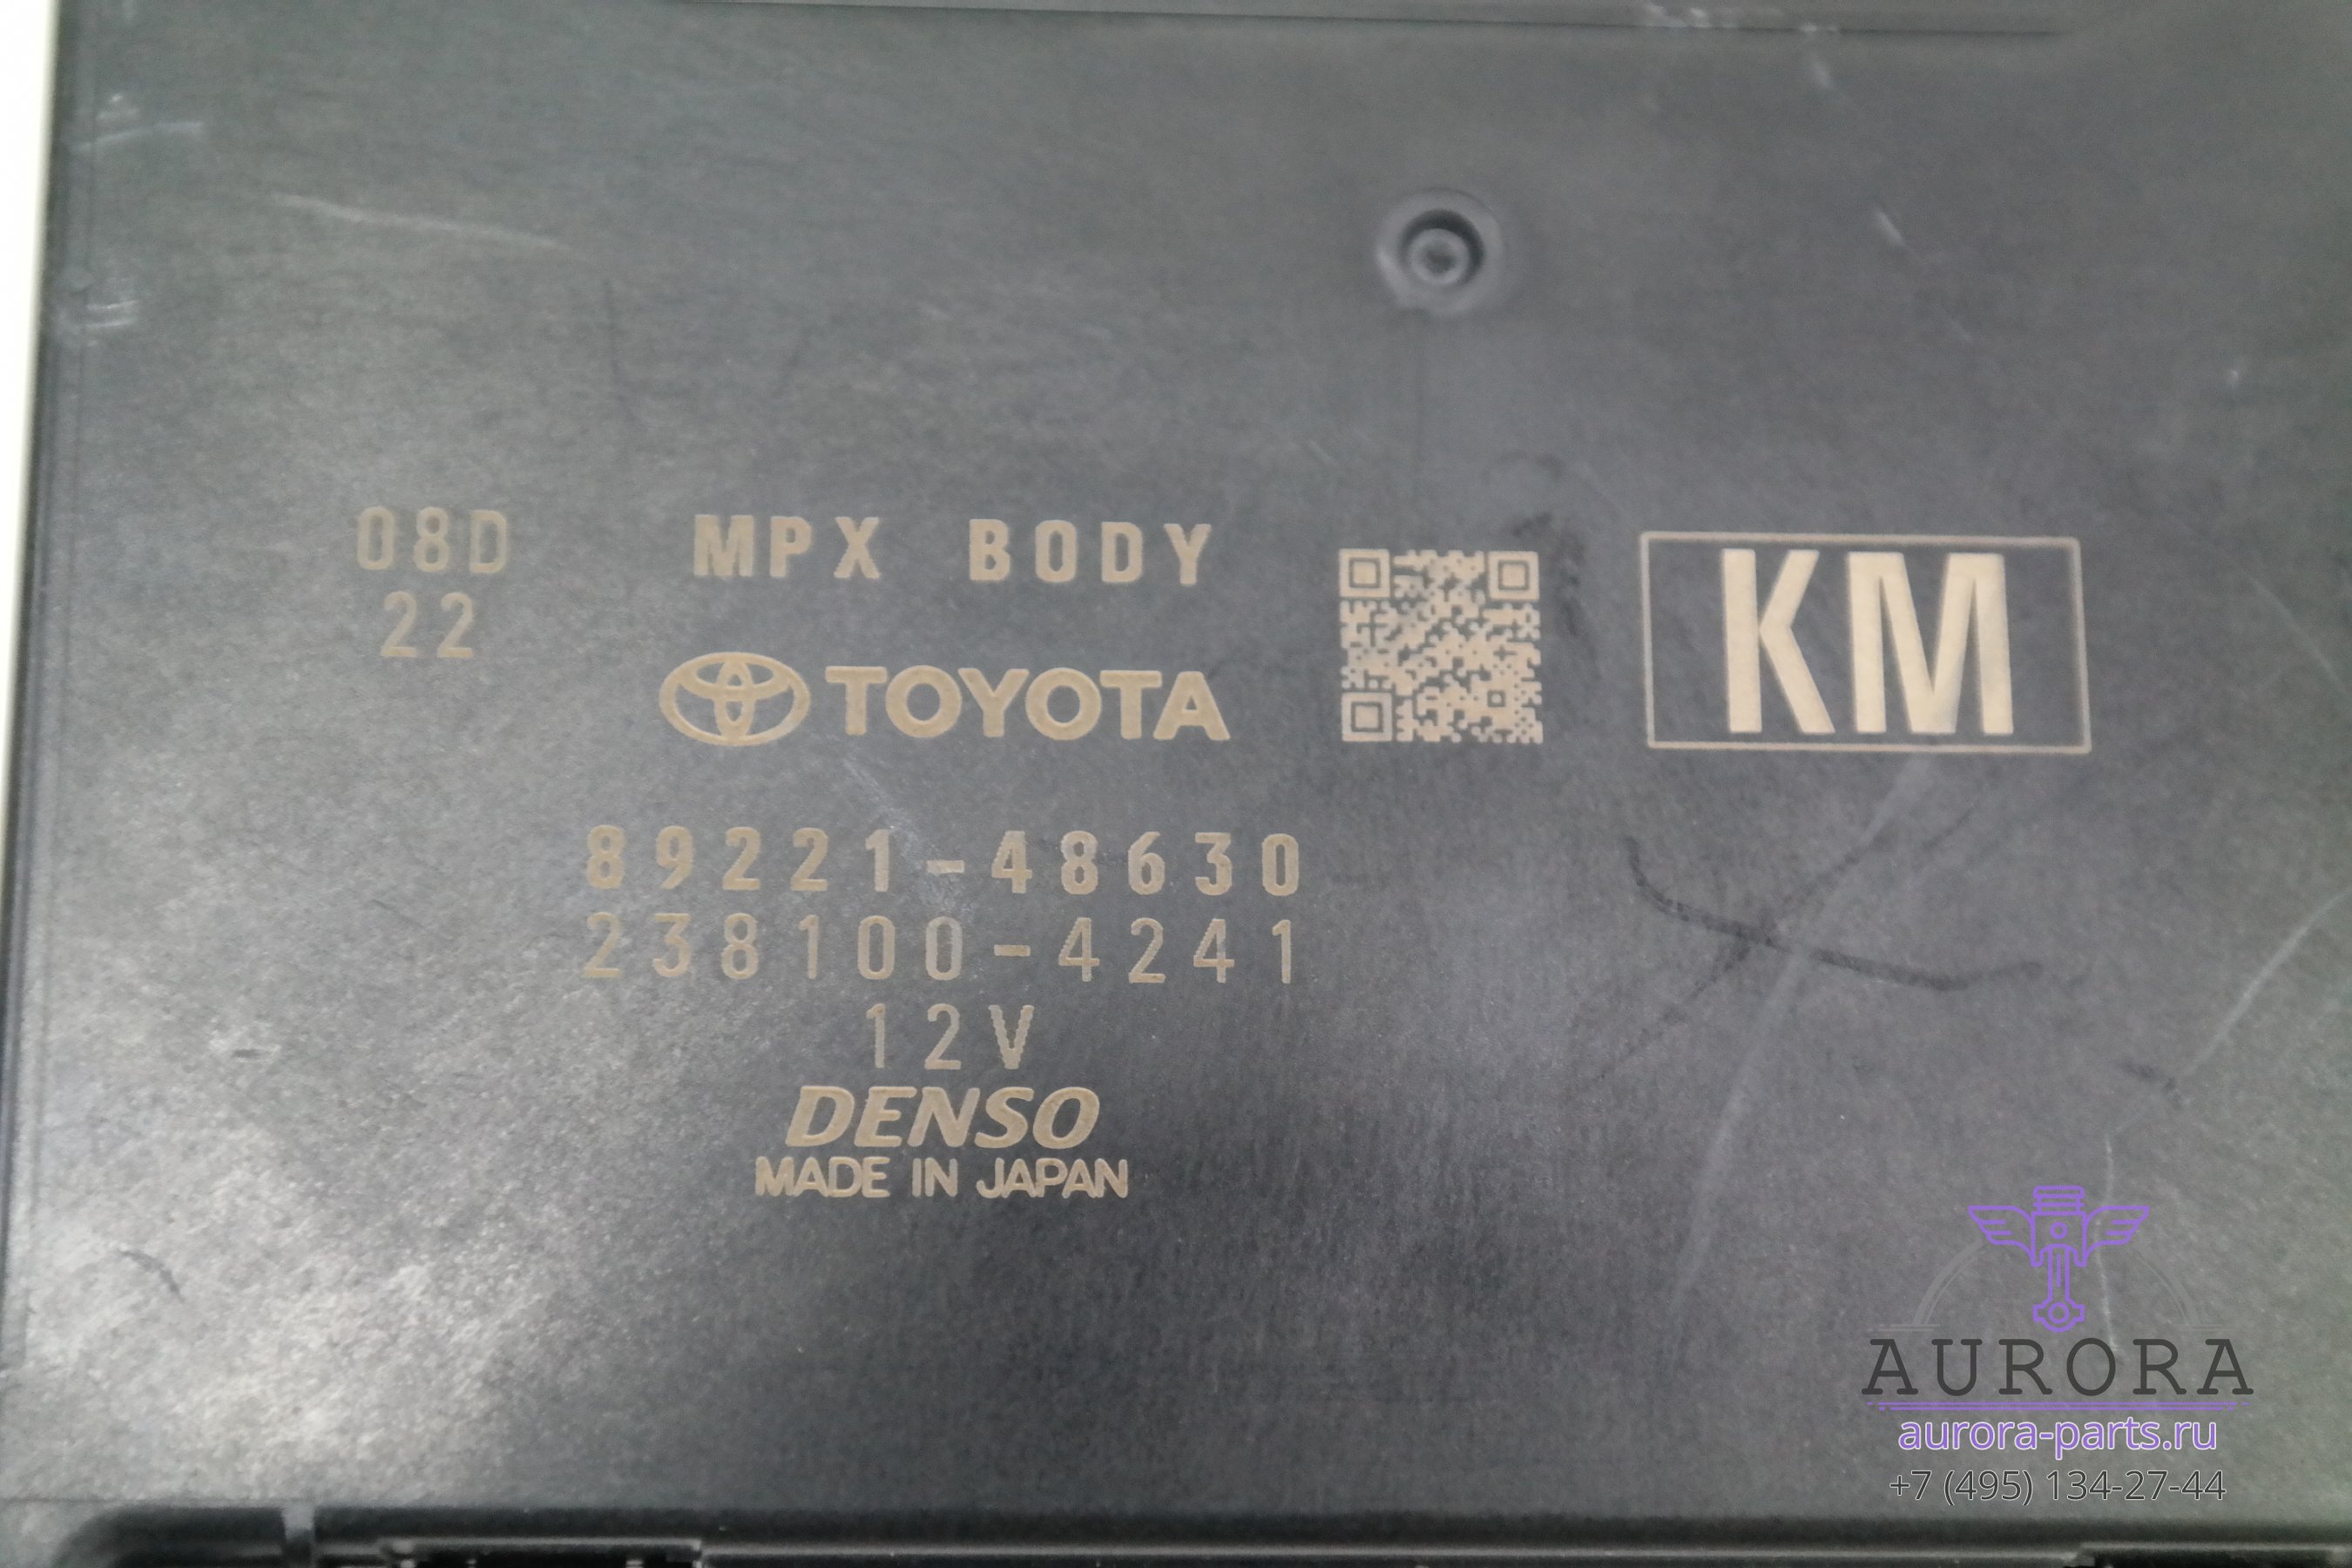 08D
22
MPX BODY
TOYOTA
KM
89221-48630
238100-4241
12V
DENSO
MADE IN JAPAN
AURORA
aurora-parts.ru
+7 (495) 134-27-44